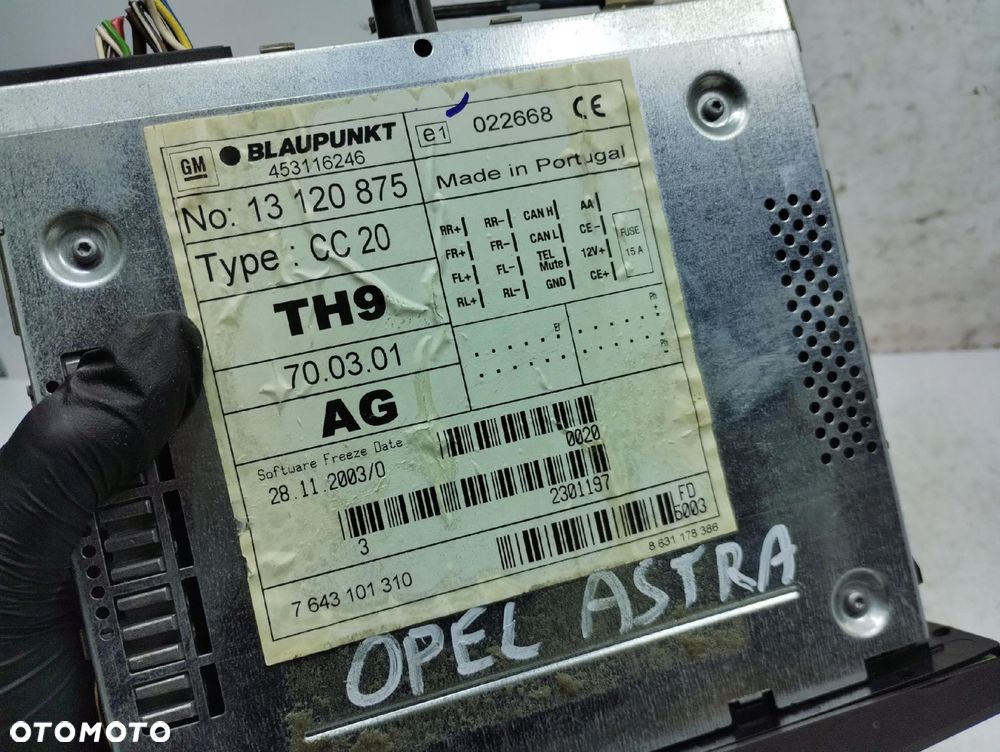 GM
BLAUPUNKT
453116246
e1 022668 CE
No: 13 120 875
Made in Portugal
Type : CC 20
RR+ RR- CAN H AA
FR+ FR- CAN L CE-
FL+ FL- TEL Mute 12V+
RL+ RL- GND CE+
FUSE
15 A
TH9
70.03.01
AG
Software Freeze Date
28.11.2003/0
0020
3 2301197
FD
5003
7 643 101 310
8 631 178 386
OPEL ASTRA
OTOMOTO